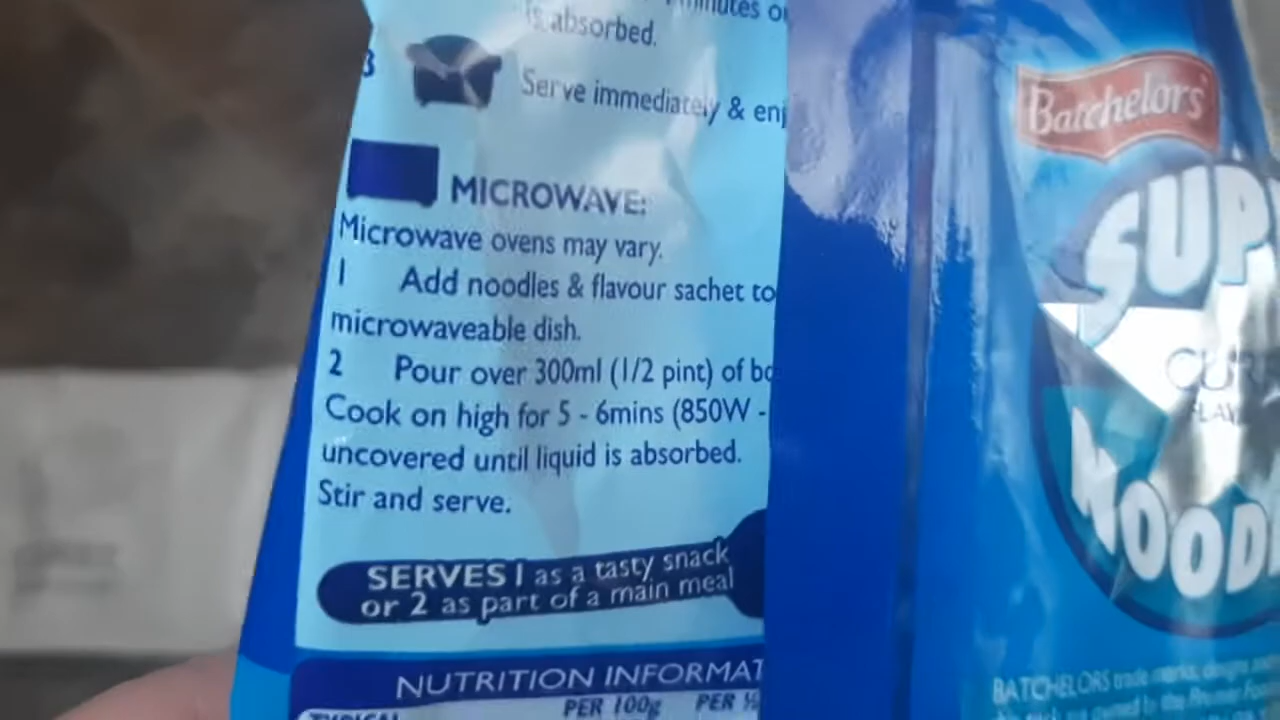 is absorbed.
3 Serve immediately & enj
MICROWAVE:
Microwave ovens may vary.
1 Add noodles & flavour sachet to
microwaveable dish.
2 Pour over 300ml (1/2 pint) of bo
Cook on high for 5 - 6mins (850W -
uncovered until liquid is absorbed.
Stir and serve.
SERVES 1 as a tasty snack
or 2 as part of a main meal
NUTRITION INFORMAT
PER 100g PER ½
Batchelors
SUP
CUR
NOOD
BATCHELORS trade marks, designs